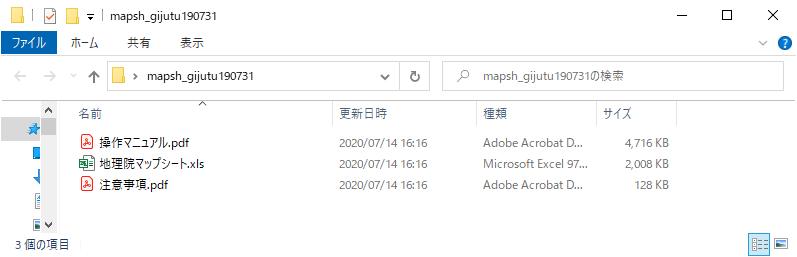 mapsh_gijutu190731
ファイル ホーム 共有 表示
mapsh_gijutu190731 mapsh_gijutu190731の検索
名前 更新日時 種類 サイズ
操作マニュアル.pdf 2020/07/14 16:16 Adobe Acrobat D... 4,716 KB
地理院マップシート.xls 2020/07/14 16:16 Microsoft Excel 97... 2,008 KB
注意事項.pdf 2020/07/14 16:16 Adobe Acrobat D... 128 KB
3 個の項目